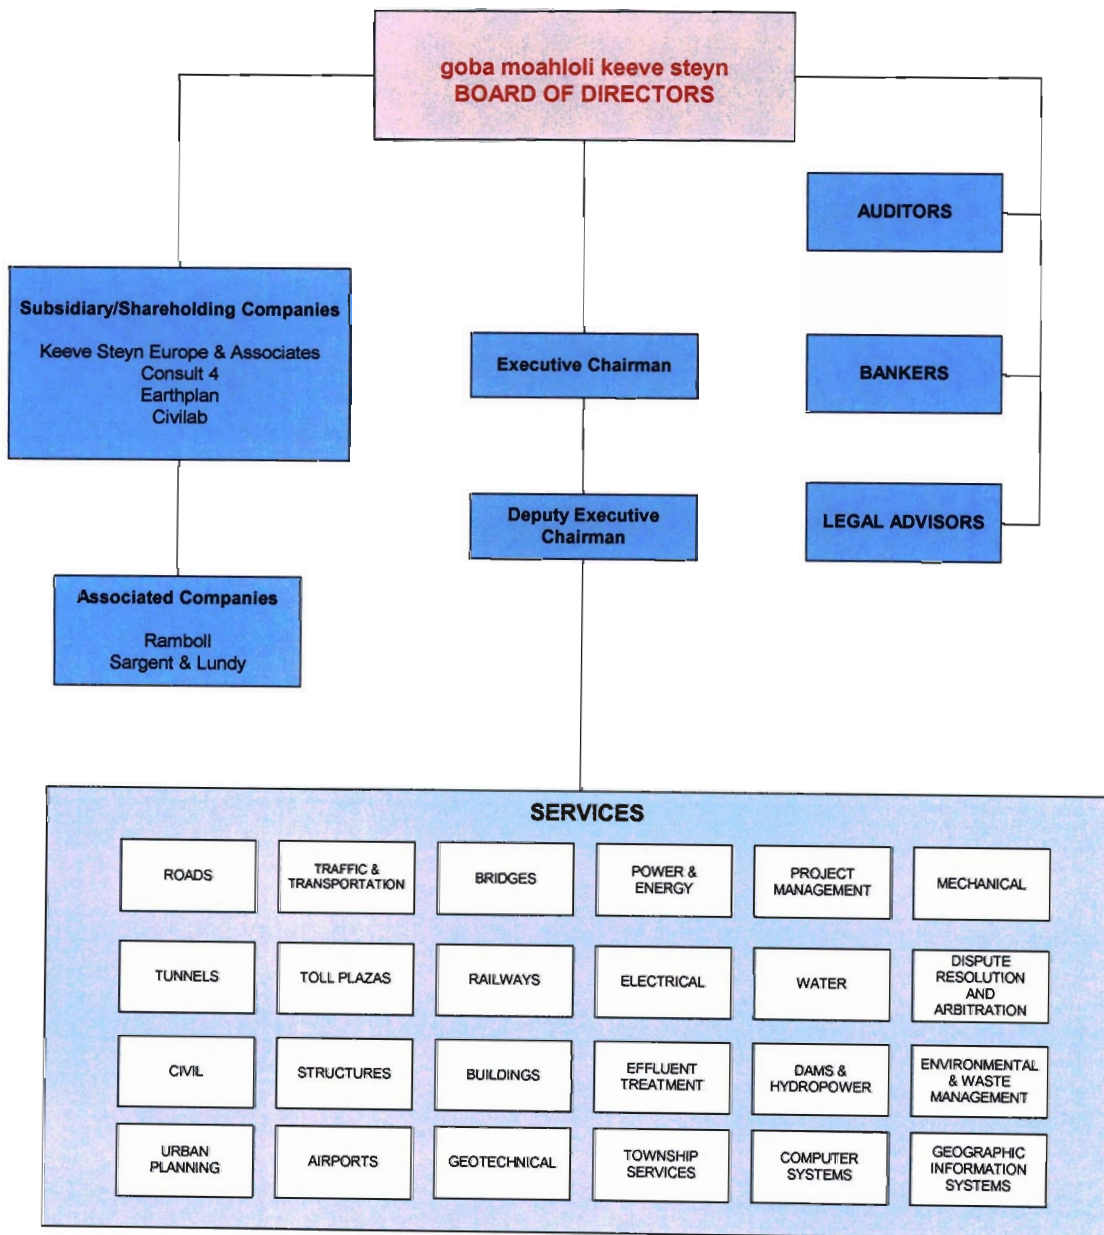 goba moahloli keeve steyn
BOARD OF DIRECTORS
AUDITORS
Subsidiary/Shareholding Companies
Keeve Steyn Europe & Associates
Consult 4
Earthplan
Civilab
Executive Chairman
BANKERS
Deputy Executive
Chairman
LEGAL ADVISORS
Associated Companies
Ramboll
Sargent & Lundy
SERVICES
ROADS
TRAFFIC &
TRANSPORTATION
BRIDGES
POWER &
ENERGY
PROJECT
MANAGEMENT
MECHANICAL
TUNNELS
TOLL PLAZAS
RAILWAYS
ELECTRICAL
WATER
DISPUTE
RESOLUTION
AND
ARBITRATION
CIVIL
STRUCTURES
BUILDINGS
EFFLUENT
TREATMENT
DAMS &
HYDROPOWER
ENVIRONMENTAL
& WASTE
MANAGEMENT
URBAN
PLANNING
AIRPORTS
GEOTECHNICAL
TOWNSHIP
SERVICES
COMPUTER
SYSTEMS
GEOGRAPHIC
INFORMATION
SYSTEMS